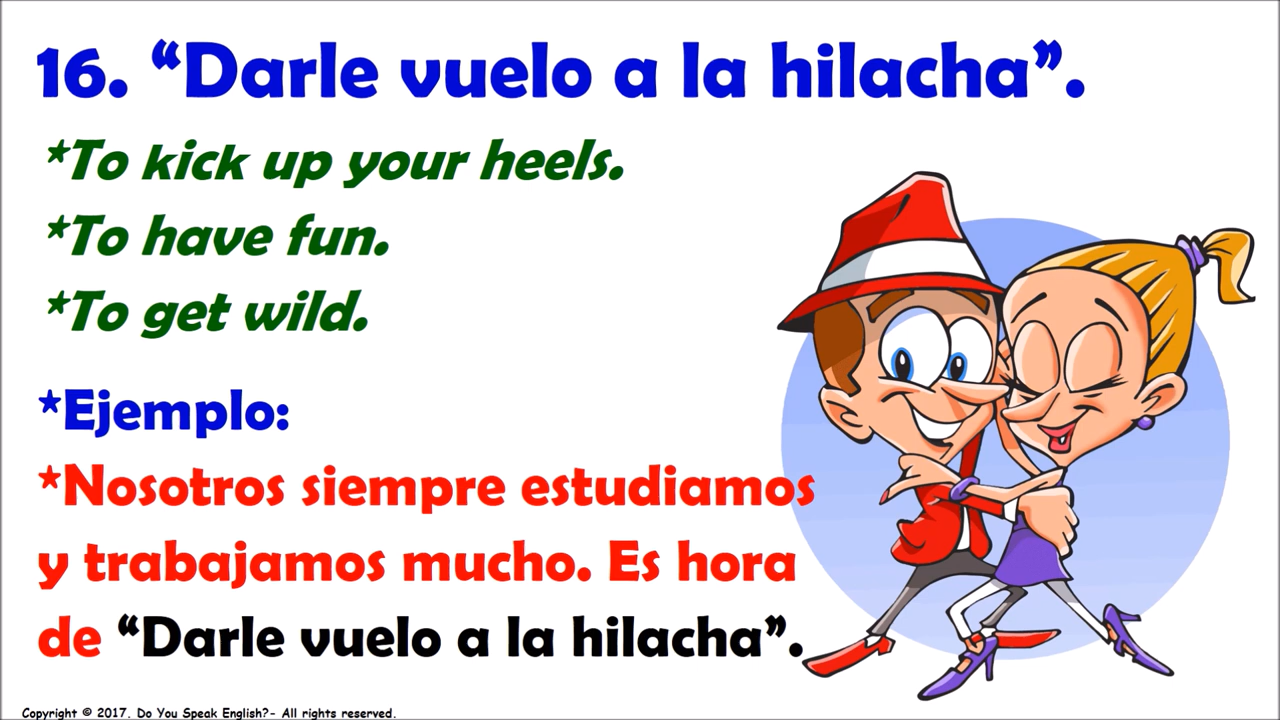 16. “Darle vuelo a la hilacha”.
*To kick up your heels.
*To have fun.
*To get wild.
*Ejemplo:
*Nosotros siempre estudiamos
y trabajamos mucho. Es hora
de “Darle vuelo a la hilacha”.
Copyright © 2017. Do You Speak English?- All rights reserved.